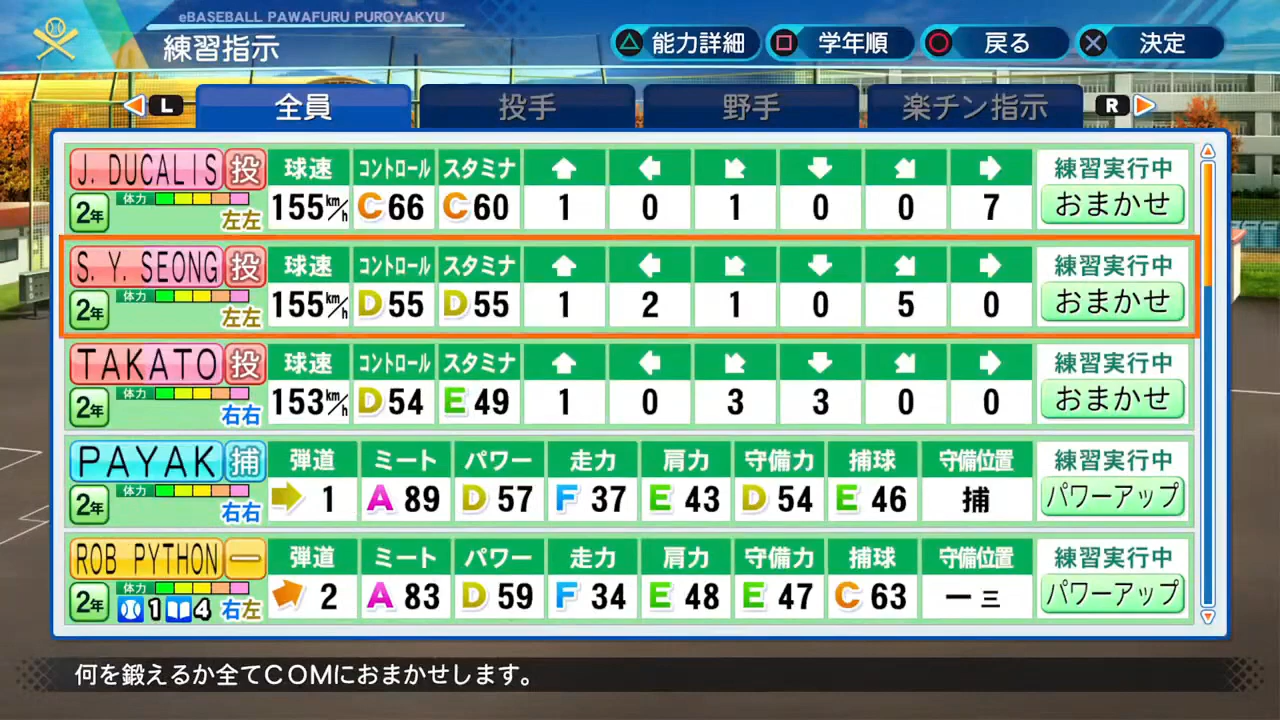 eBASEBALL PAWAFURU PUROYAKYU
練習指示
能力詳細 学年順 戻る 決定
L 全員 投手 野手 楽チン指示 R
J. DUCALIS 投 球速 コントロール スタミナ 練習実行中
2年 体力 左左 155km/h C 66 C 60 1 0 1 0 0 7 おまかせ
S. Y. SEONG 投 球速 コントロール スタミナ 練習実行中
2年 体力 左左 155km/h D 55 D 55 1 2 1 0 5 0 おまかせ
TAKATO 投 球速 コントロール スタミナ 練習実行中
2年 体力 右右 153km/h D 54 E 49 1 0 3 3 0 0 おまかせ
PAYAK 捕 弾道 ミート パワー 走力 肩力 守備力 捕球 守備位置 練習実行中
2年 体力 右右 1 A 89 D 57 F 37 E 43 D 54 E 46 捕 パワーアップ
ROB PYTHON 一 弾道 ミート パワー 走力 肩力 守備力 捕球 守備位置 練習実行中
2年 体力 1 4 右左 2 A 83 D 59 F 34 E 48 E 47 C 63 一 三 パワーアップ
何を鍛えるか全てCOMにおまかせします。